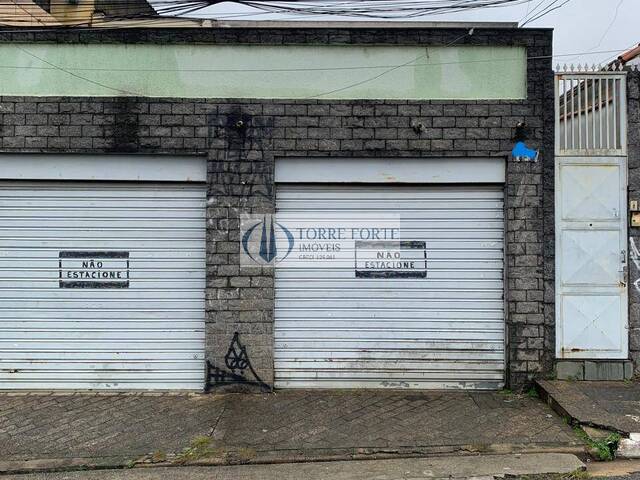 NÃO
ESTACIONE
TORRE FORTE
IMÓVEIS
NÃO
ESTACIONE